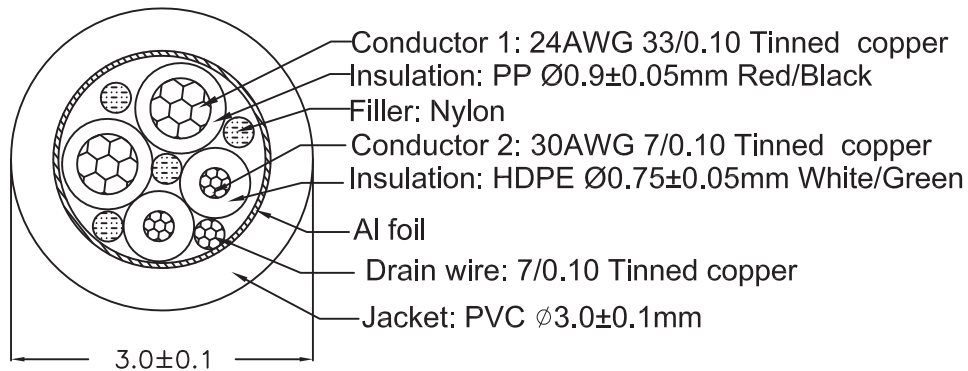 Conductor 1: 24AWG 33/0.10 Tinned copper
Insulation: PP Ø0.9±0.05mm Red/Black
Filler: Nylon
Conductor 2: 30AWG 7/0.10 Tinned copper
Insulation: HDPE Ø0.75±0.05mm White/Green
Al foil
Drain wire: 7/0.10 Tinned copper
Jacket: PVC ∅3.0±0.1mm
3.0±0.1